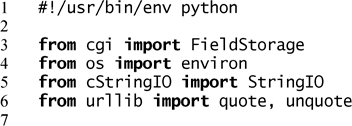 1 #!/usr/bin/env python
2
3 from cgi import FieldStorage
4 from os import environ
5 from cStringIO import StringIO
6 from urllib import quote, unquote
7